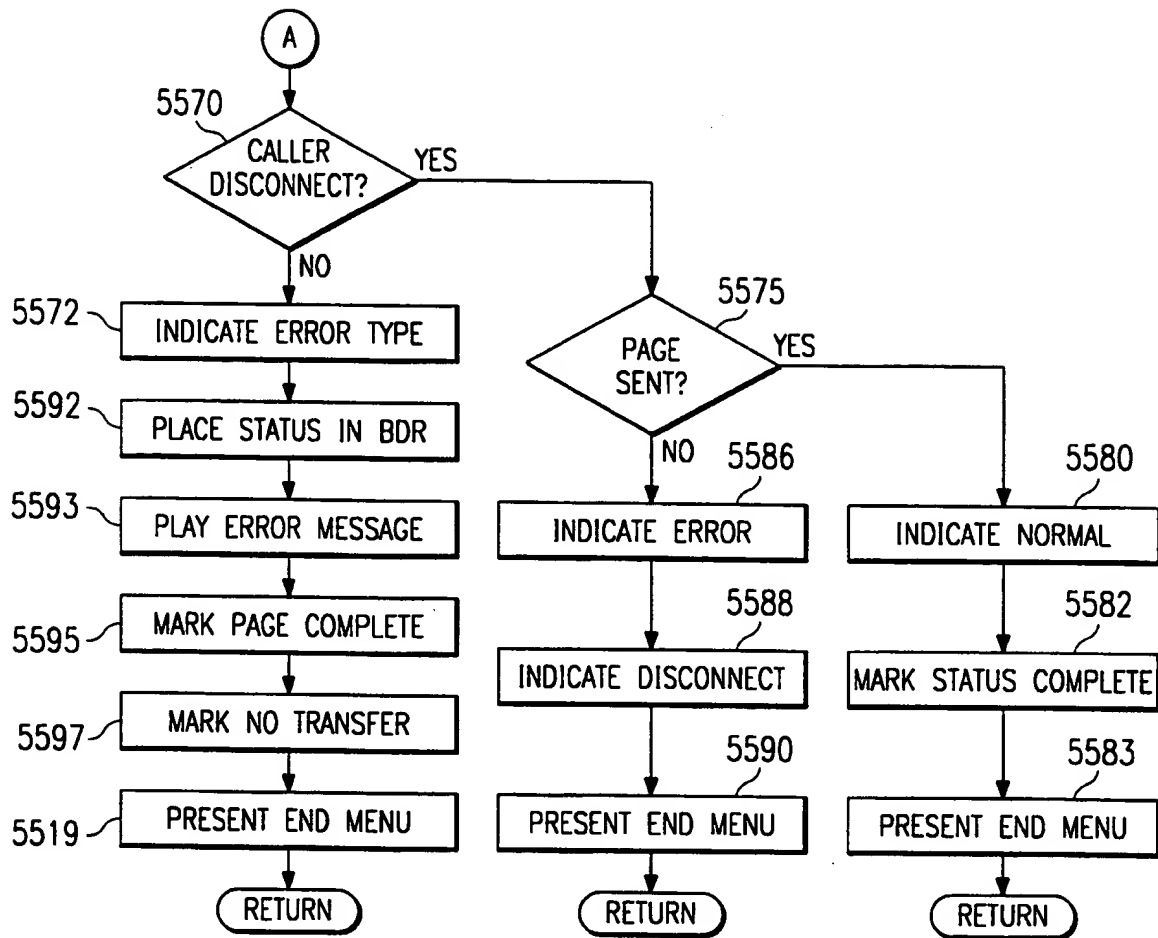 A
5570
CALLER
DISCONNECT?
YES
NO
5572
INDICATE ERROR TYPE
5592
PLACE STATUS IN BDR
5593
PLAY ERROR MESSAGE
5595
MARK PAGE COMPLETE
5597
MARK NO TRANSFER
5519
PRESENT END MENU
RETURN
5575
PAGE
SENT?
YES
NO
5586
INDICATE ERROR
5588
INDICATE DISCONNECT
5590
PRESENT END MENU
RETURN
5580
INDICATE NORMAL
5582
MARK STATUS COMPLETE
5583
PRESENT END MENU
RETURN